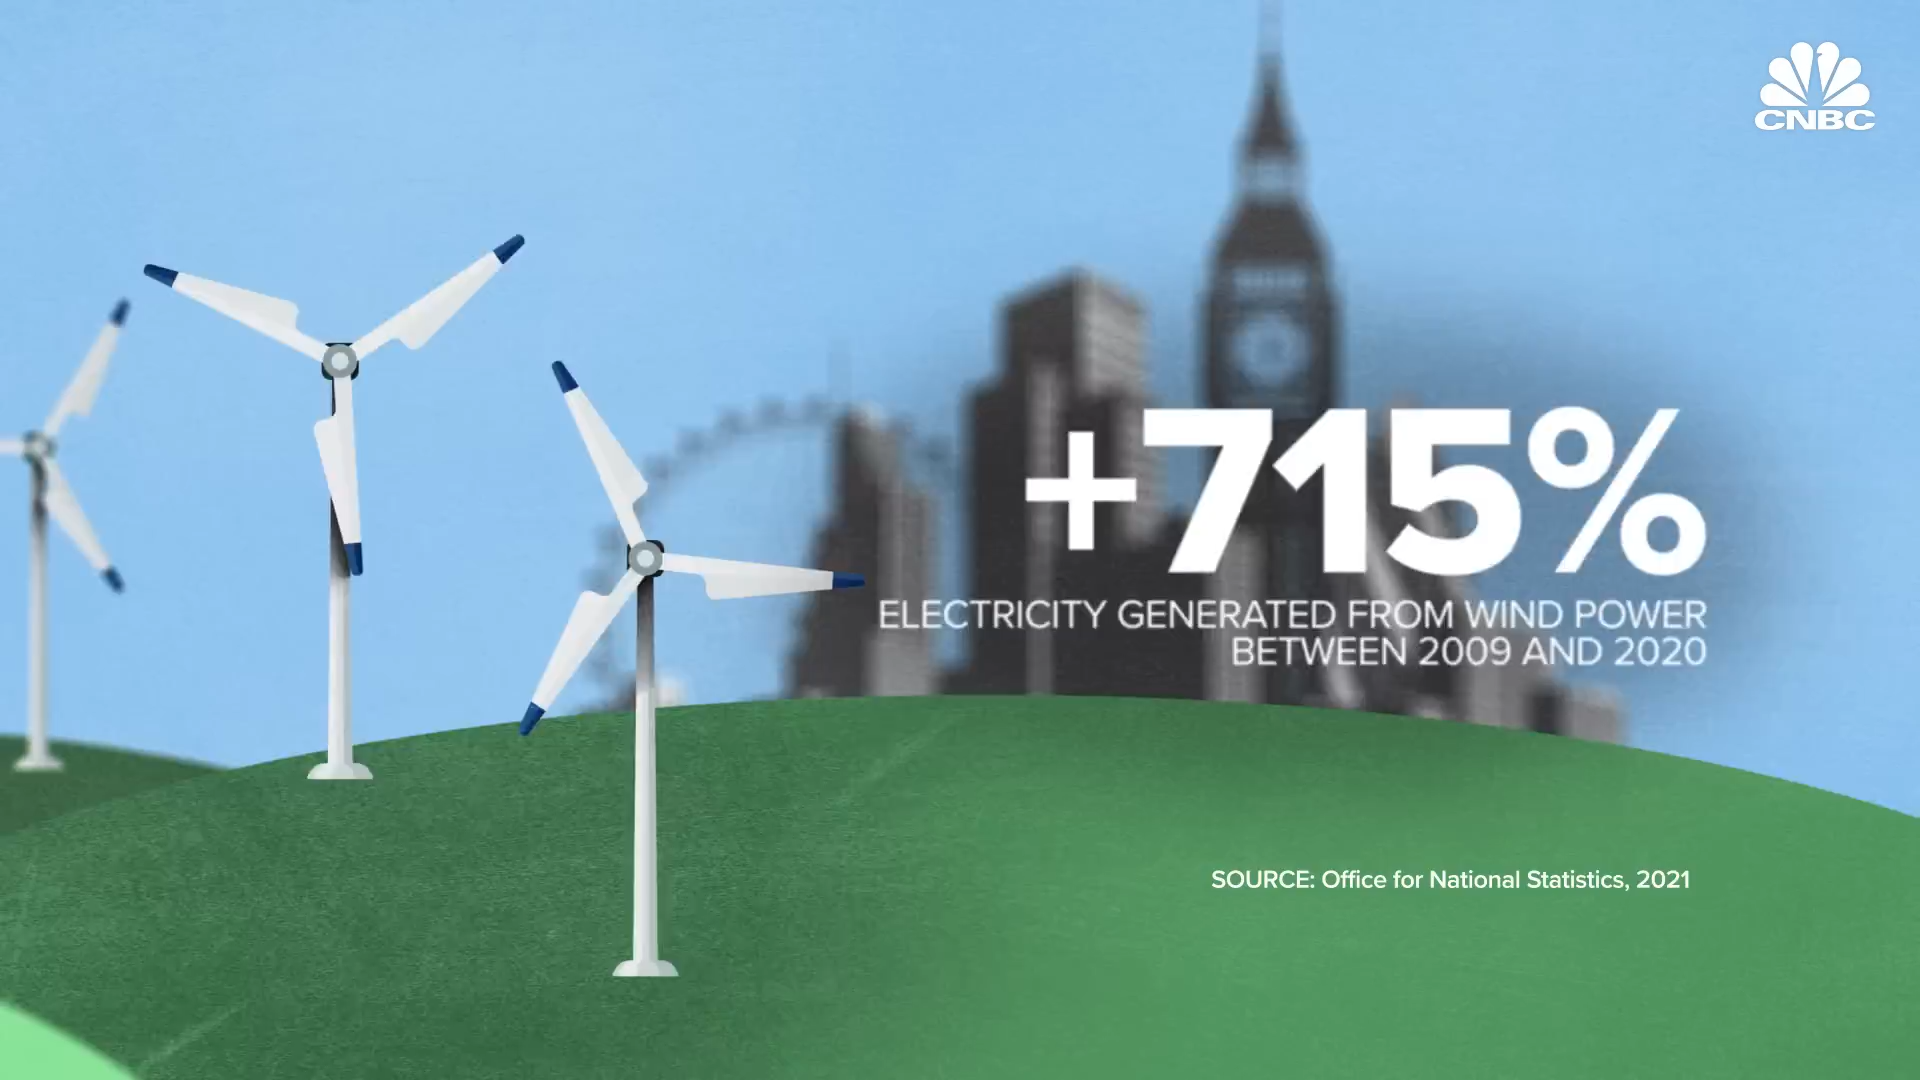 CNBC
+715%
ELECTRICITY GENERATED FROM WIND POWER
BETWEEN 2009 AND 2020
SOURCE: Office for National Statistics, 2021